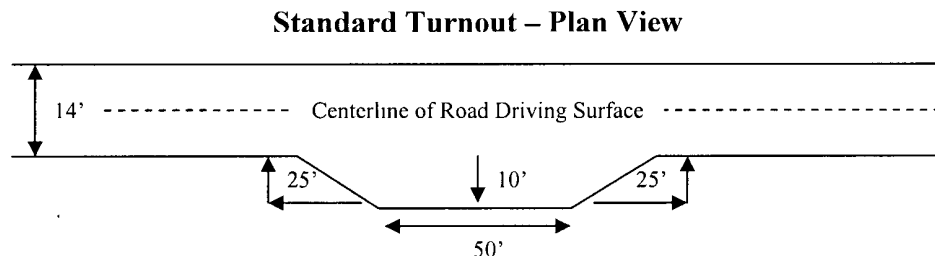 Standard Turnout – Plan View
14’
Centerline of Road Driving Surface
25’
10’
25’
50’